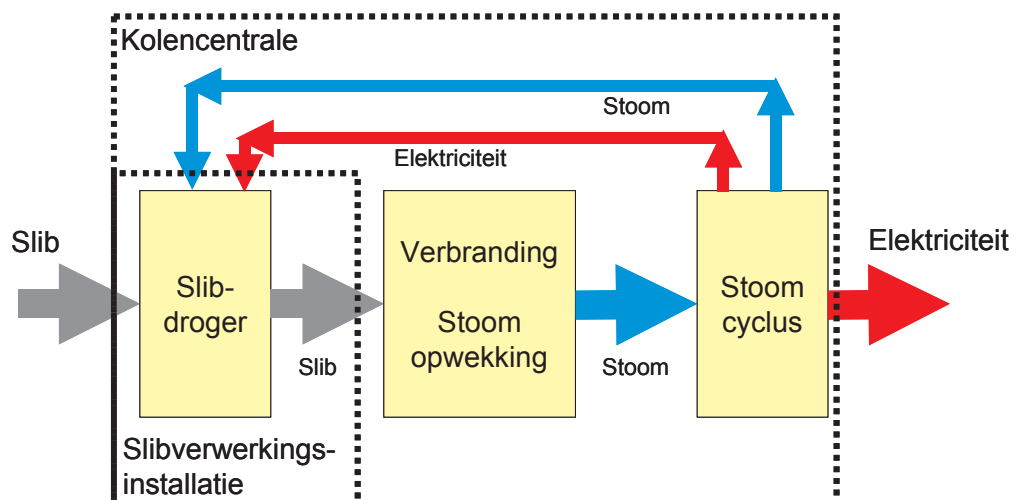 Kolencentrale
Stoom
Elektriciteit
Slib
Slib-
droger
Slib
Verbranding
Stoom
opwekking
Stoom
Stoom
cyclus
Elektriciteit
Slibverwerkings-
installatie